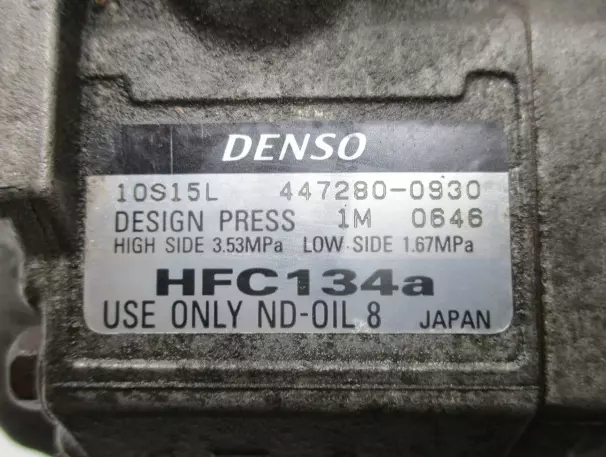 DENSO
10S15L 447280-0930
DESIGN PRESS 1M 0646
HIGH SIDE 3.53MPa LOW SIDE 1.67MPa
HFC134a
USE ONLY ND-OIL 8 JAPAN